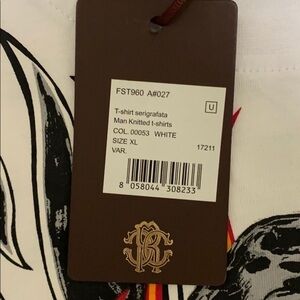 FST960 A#027
U
T-shirt serigrafata
Man Knitted t-shirts
COL. 00053 WHITE
SIZE XL
VAR. 17211
8 058044 308233